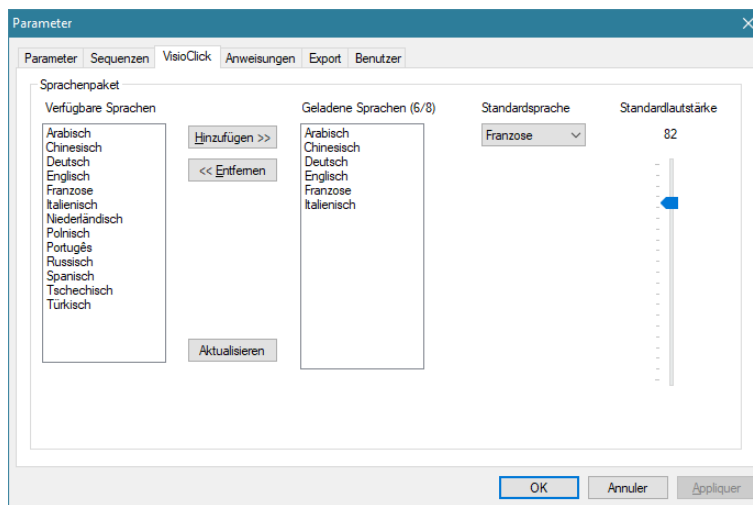 Parameter
Parameter Sequenzen VisioClick Anweisungen Export Benutzer
Sprachenpaket
Verfügbare Sprachen
Arabisch
Chinesisch
Deutsch
Englisch
Franzose
Italienisch
Niederländisch
Polnisch
Portugês
Russisch
Spanisch
Tschechisch
Türkisch
Hinzufügen >>
<< Entfernen
Aktualisieren
Geladene Sprachen (6/8)
Arabisch
Chinesisch
Deutsch
Englisch
Franzose
Italienisch
Standardsprache
Franzose
Standardlautstärke
82
OK Annuler Appliquer